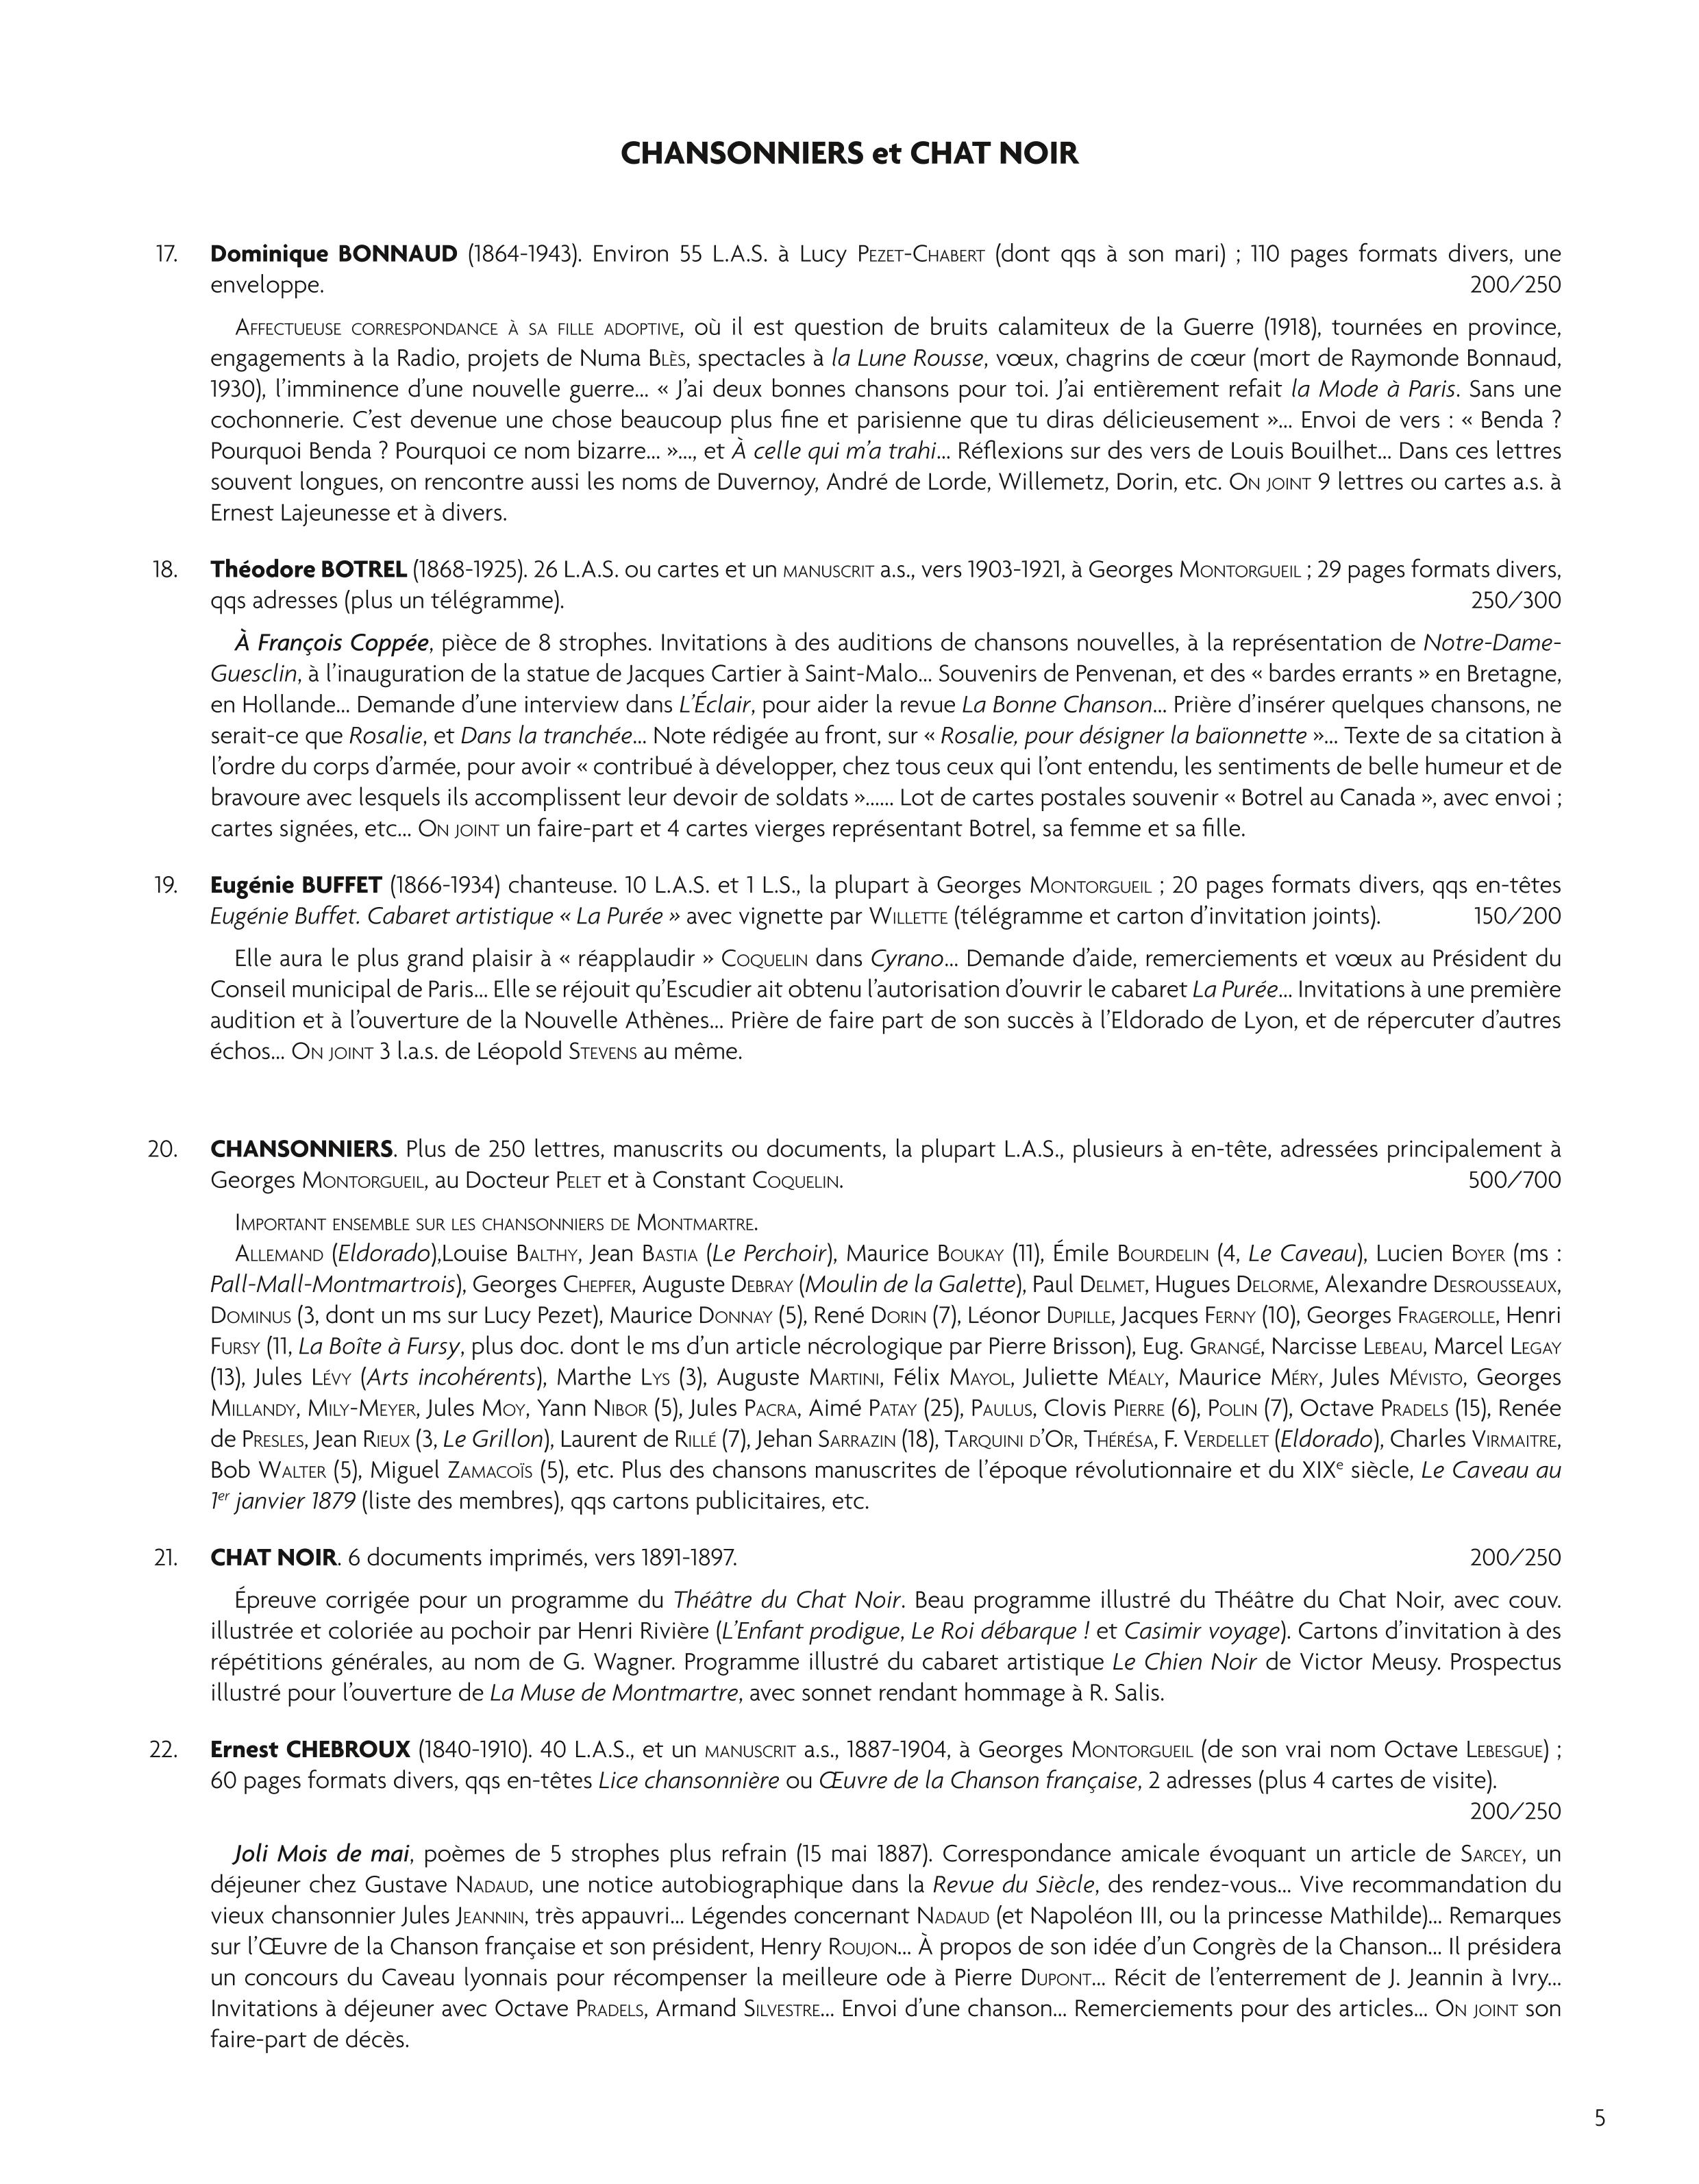 CHANSONNIERS et CHAT NOIR
17. Dominique BONNAUD (1864-1943). Environ 55 L.A.S. à Lucy Pezet-Chabert (dont qqs à son mari) ; 110 pages formats divers, une
enveloppe. 200/250
Affectueuse correspondance à sa fille adoptive, où il est question de bruits calamiteux de la Guerre (1918), tournées en province,
engagements à la Radio, projets de Numa Blès, spectacles à la Lune Rousse, vœux, chagrins de cœur (mort de Raymonde Bonnaud,
1930), l’imminence d’une nouvelle guerre... « J’ai deux bonnes chansons pour toi. J’ai entièrement refait la Mode à Paris. Sans une
cochonnerie. C’est devenue une chose beaucoup plus fine et parisienne que tu diras délicieusement »... Envoi de vers : « Benda ?
Pourquoi Benda ? Pourquoi ce nom bizarre... »..., et À celle qui m’a trahi... Réflexions sur des vers de Louis Bouilhet... Dans ces lettres
souvent longues, on rencontre aussi les noms de Duvernoy, André de Lorde, Willemetz, Dorin, etc. On joint 9 lettres ou cartes a.s. à
Ernest Lajeunesse et à divers.
18. Théodore BOTREL (1868-1925). 26 L.A.S. ou cartes et un manuscrit a.s., vers 1903-1921, à Georges Montorgueil ; 29 pages formats divers,
qqs adresses (plus un télégramme). 250/300
À François Coppée, pièce de 8 strophes. Invitations à des auditions de chansons nouvelles, à la représentation de Notre-Dame-
Guesclin, à l’inauguration de la statue de Jacques Cartier à Saint-Malo... Souvenirs de Penvenan, et des « bardes errants » en Bretagne,
en Hollande... Demande d’une interview dans L’Éclair, pour aider la revue La Bonne Chanson... Prière d’insérer quelques chansons, ne
serait-ce que Rosalie, et Dans la tranchée... Note rédigée au front, sur « Rosalie, pour désigner la baïonnette »... Texte de sa citation à
l’ordre du corps d’armée, pour avoir « contribué à développer, chez tous ceux qui l’ont entendu, les sentiments de belle humeur et de
bravoure avec lesquels ils accomplissent leur devoir de soldats »...... Lot de cartes postales souvenir « Botrel au Canada », avec envoi ;
cartes signées, etc... On joint un faire-part et 4 cartes vierges représentant Botrel, sa femme et sa fille.
19. Eugénie BUFFET (1866-1934) chanteuse. 10 L.A.S. et 1 L.S., la plupart à Georges Montorgueil ; 20 pages formats divers, qqs en-têtes
Eugénie Buffet. Cabaret artistique « La Purée » avec vignette par Willette (télégramme et carton d’invitation joints). 150/200
Elle aura le plus grand plaisir à « réapplaudir » Coquelin dans Cyrano... Demande d’aide, remerciements et vœux au Président du
Conseil municipal de Paris... Elle se réjouit qu’Escudier ait obtenu l’autorisation d’ouvrir le cabaret La Purée... Invitations à une première
audition et à l’ouverture de la Nouvelle Athènes... Prière de faire part de son succès à l’Eldorado de Lyon, et de répercuter d’autres
échos... On joint 3 l.a.s. de Léopold Stevens au même.
20. CHANSONNIERS. Plus de 250 lettres, manuscrits ou documents, la plupart L.A.S., plusieurs à en-tête, adressées principalement à
Georges Montorgueil, au Docteur Pelet et à Constant Coquelin. 500/700
Important ensemble sur les chansonniers de Montmartre.
Allemand (Eldorado),Louise Balthy, Jean Bastia (Le Perchoir), Maurice Boukay (11), Émile Bourdelin (4, Le Caveau), Lucien Boyer (ms :
Pall-Mall-Montmartrois), Georges Chepfer, Auguste Debray (Moulin de la Galette), Paul Delmet, Hugues Delorme, Alexandre Desrousseaux,
Dominus (3, dont un ms sur Lucy Pezet), Maurice Donnay (5), René Dorin (7), Léonor Dupille, Jacques Ferny (10), Georges Fragerolle, Henri
Fursy (11, La Boîte à Fursy, plus doc. dont le ms d’un article nécrologique par Pierre Brisson), Eug. Grangé, Narcisse Lebeau, Marcel Legay
(13), Jules Lévy (Arts incohérents), Marthe Lys (3), Auguste Martini, Félix Mayol, Juliette Méaly, Maurice Méry, Jules Mévisto, Georges
Millandy, Mily-Meyer, Jules Moy, Yann Nibor (5), Jules Pacra, Aimé Patay (25), Paulus, Clovis Pierre (6), Polin (7), Octave Pradels (15), Renée
de Presles, Jean Rieux (3, Le Grillon), Laurent de Rillé (7), Jehan Sarrazin (18), Tarquini d’Or, Thérésa, F. Verdellet (Eldorado), Charles Virmaitre,
Bob Walter (5), Miguel Zamacoïs (5), etc. Plus des chansons manuscrites de l’époque révolutionnaire et du XIXe siècle, Le Caveau au
1er janvier 1879 (liste des membres), qqs cartons publicitaires, etc.
21. CHAT NOIR. 6 documents imprimés, vers 1891-1897. 200/250
Épreuve corrigée pour un programme du Théâtre du Chat Noir. Beau programme illustré du Théâtre du Chat Noir, avec couv.
illustrée et coloriée au pochoir par Henri Rivière (L’Enfant prodigue, Le Roi débarque ! et Casimir voyage). Cartons d’invitation à des
répétitions générales, au nom de G. Wagner. Programme illustré du cabaret artistique Le Chien Noir de Victor Meusy. Prospectus
illustré pour l’ouverture de La Muse de Montmartre, avec sonnet rendant hommage à R. Salis.
22. Ernest CHEBROUX (1840-1910). 40 L.A.S., et un manuscrit a.s., 1887-1904, à Georges Montorgueil (de son vrai nom Octave Lebesgue) ;
60 pages formats divers, qqs en-têtes Lice chansonnière ou Œuvre de la Chanson française, 2 adresses (plus 4 cartes de visite).
200/250
Joli Mois de mai, poèmes de 5 strophes plus refrain (15 mai 1887). Correspondance amicale évoquant un article de Sarcey, un
déjeuner chez Gustave Nadaud, une notice autobiographique dans la Revue du Siècle, des rendez-vous... Vive recommandation du
vieux chansonnier Jules Jeannin, très appauvri... Légendes concernant Nadaud (et Napoléon III, ou la princesse Mathilde)... Remarques
sur l’Œuvre de la Chanson française et son président, Henry Roujon... À propos de son idée d’un Congrès de la Chanson... Il présidera
un concours du Caveau lyonnais pour récompenser la meilleure ode à Pierre Dupont... Récit de l’enterrement de J. Jeannin à Ivry...
Invitations à déjeuner avec Octave Pradels, Armand Silvestre... Envoi d’une chanson... Remerciements pour des articles... On joint son
faire-part de décès.
5